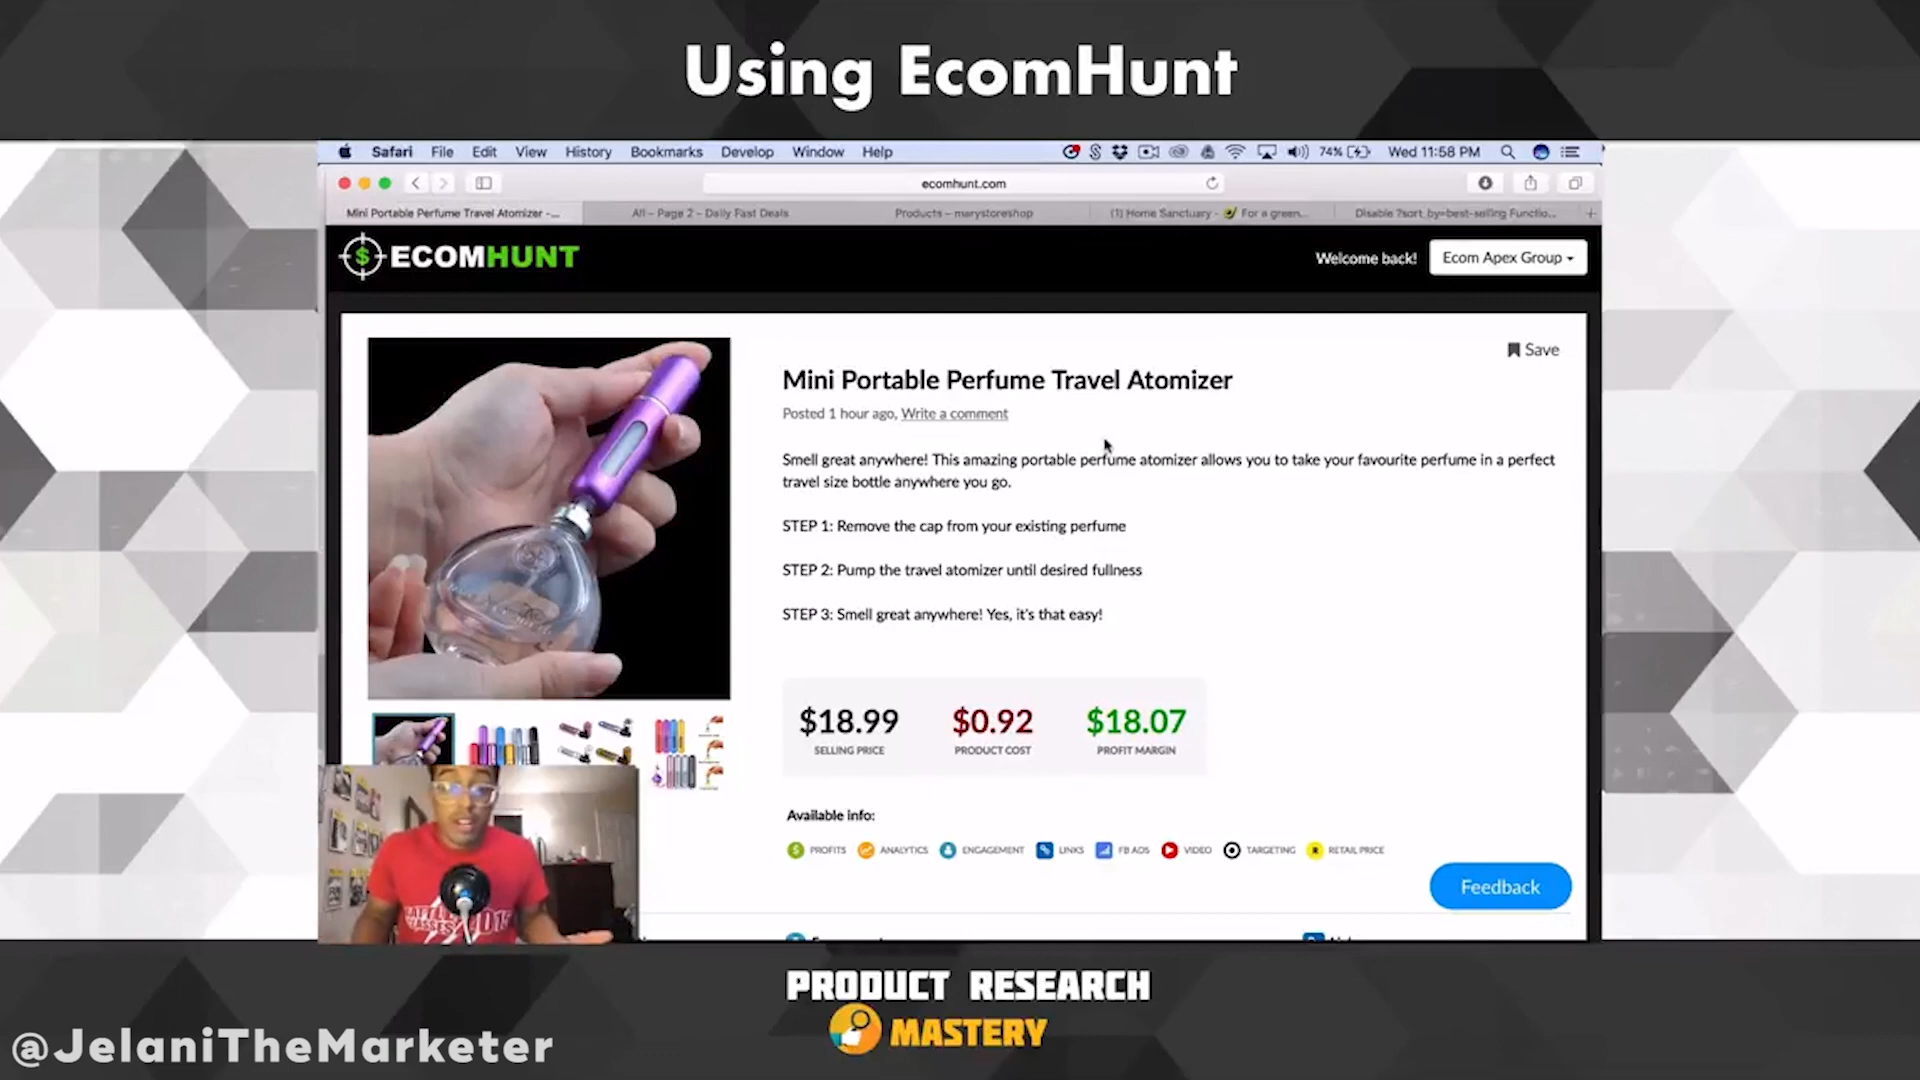 Using EcomHunt
Safari File Edit View History Bookmarks Develop Window Help 74% Wed 11:58 PM
ecomhunt.com
Mini Portable Perfume Travel Atomizer -... All – Page 2 – Daily Fast Deals Products – marystoreshop (1) Home Sanctuary - For a green... Disable ?sort_by=best-selling Functio...
ECOMHUNT
Welcome back! Ecom Apex Group
Save
Mini Portable Perfume Travel Atomizer
Posted 1 hour ago, Write a comment
Smell great anywhere! This amazing portable perfume atomizer allows you to take your favourite perfume in a perfect
travel size bottle anywhere you go.
STEP 1: Remove the cap from your existing perfume
STEP 2: Pump the travel atomizer until desired fullness
STEP 3: Smell great anywhere! Yes, it's that easy!
$18.99 $0.92 $18.07
SELLING PRICE PRODUCT COST PROFIT MARGIN
Available info:
PROFITS ANALYTICS ENGAGEMENT LINKS FB ADS VIDEO TARGETING RETAIL PRICE
Feedback
PRODUCT RESEARCH
MASTERY
@JelaniTheMarketer